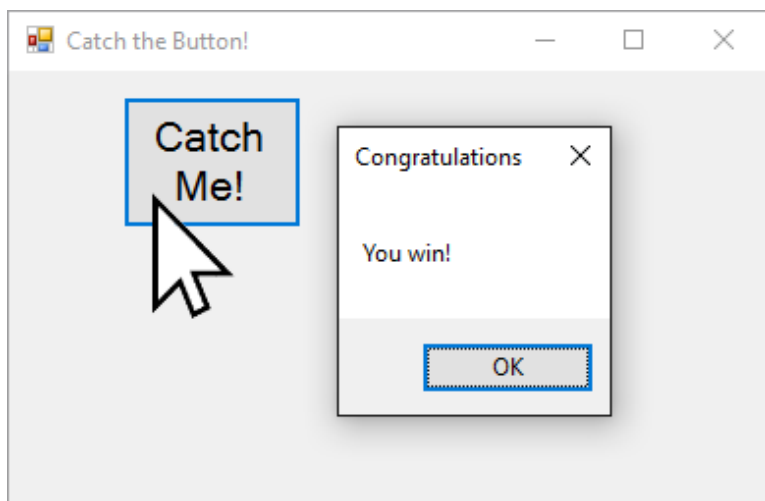 Catch the Button!
Catch
Me!
Congratulations
You win!
OK